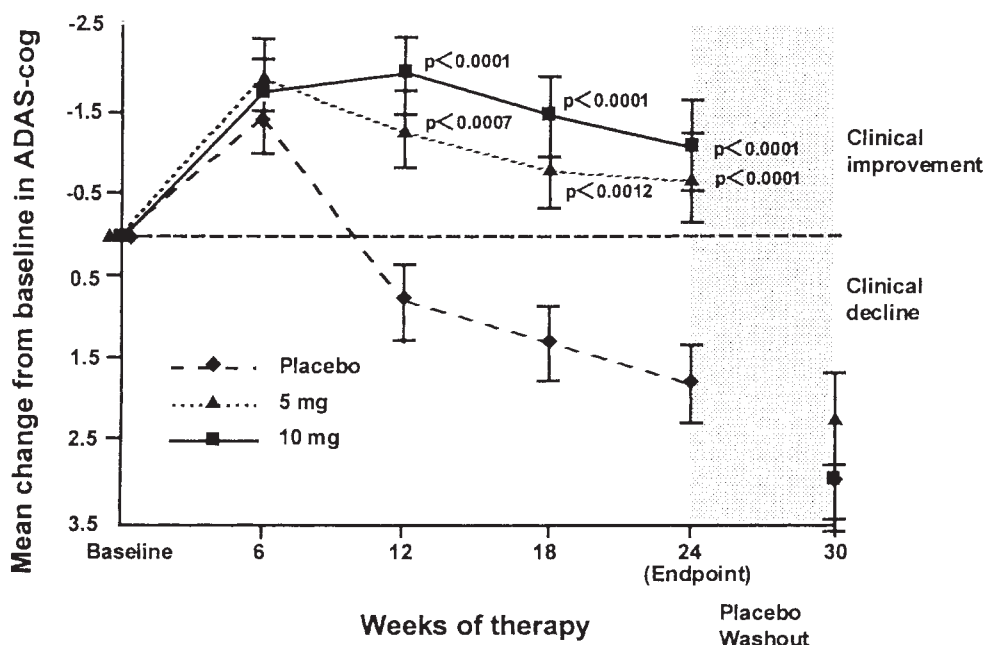 Mean change from baseline in ADAS-cog
-2.5
-1.5
-0.5
0.5
1.5
2.5
3.5
p<0.0001
p<0.0007
p<0.0001
p<0.0012
p<0.0001
p<0.0001
Clinical
improvement
Clinical
decline
Placebo
5 mg
10 mg
Baseline
6
12
18
24
30
(Endpoint)
Weeks of therapy
Placebo
Washout